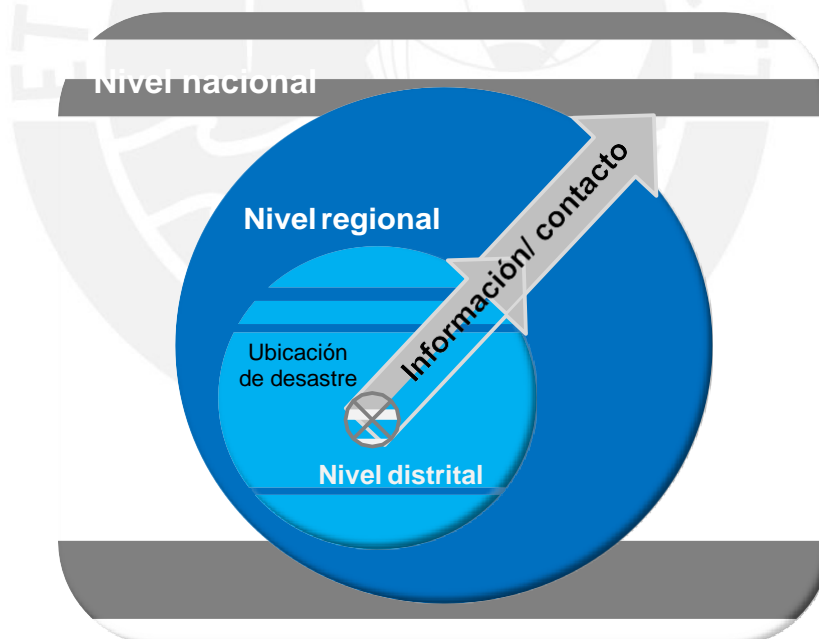 Nivel nacional
Nivel regional
Información/ contacto
Ubicación
de desastre
Nivel distrital